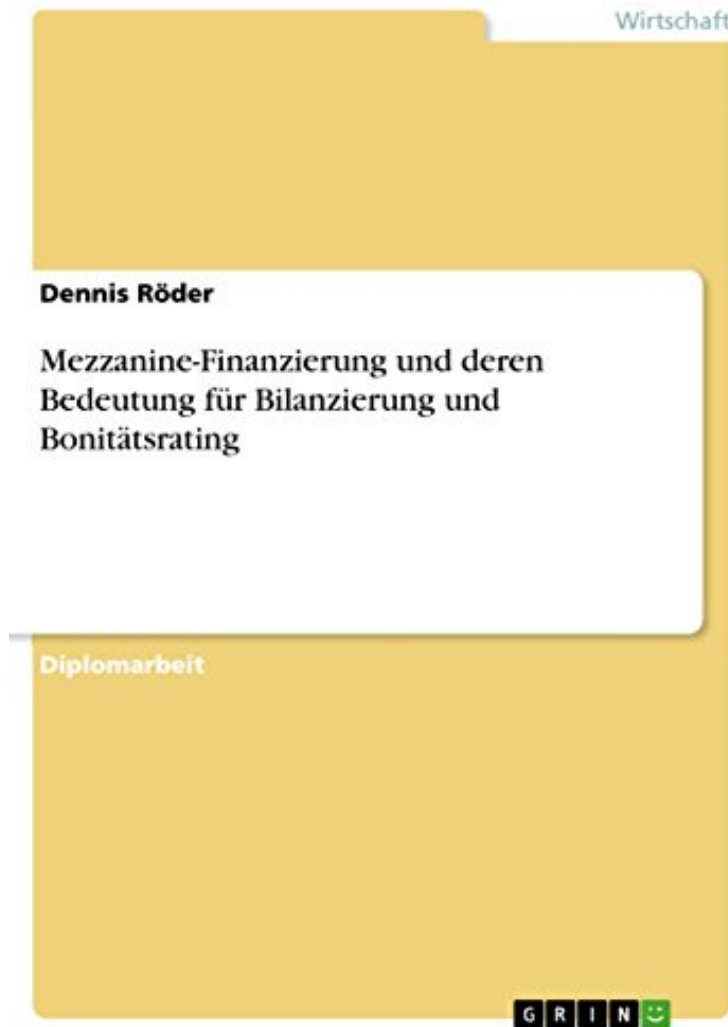 Wirtschaft
Dennis Röder
Mezzanine-Finanzierung und deren
Bedeutung für Bilanzierung und
Bonitätsrating
Diplomarbeit
GRIN